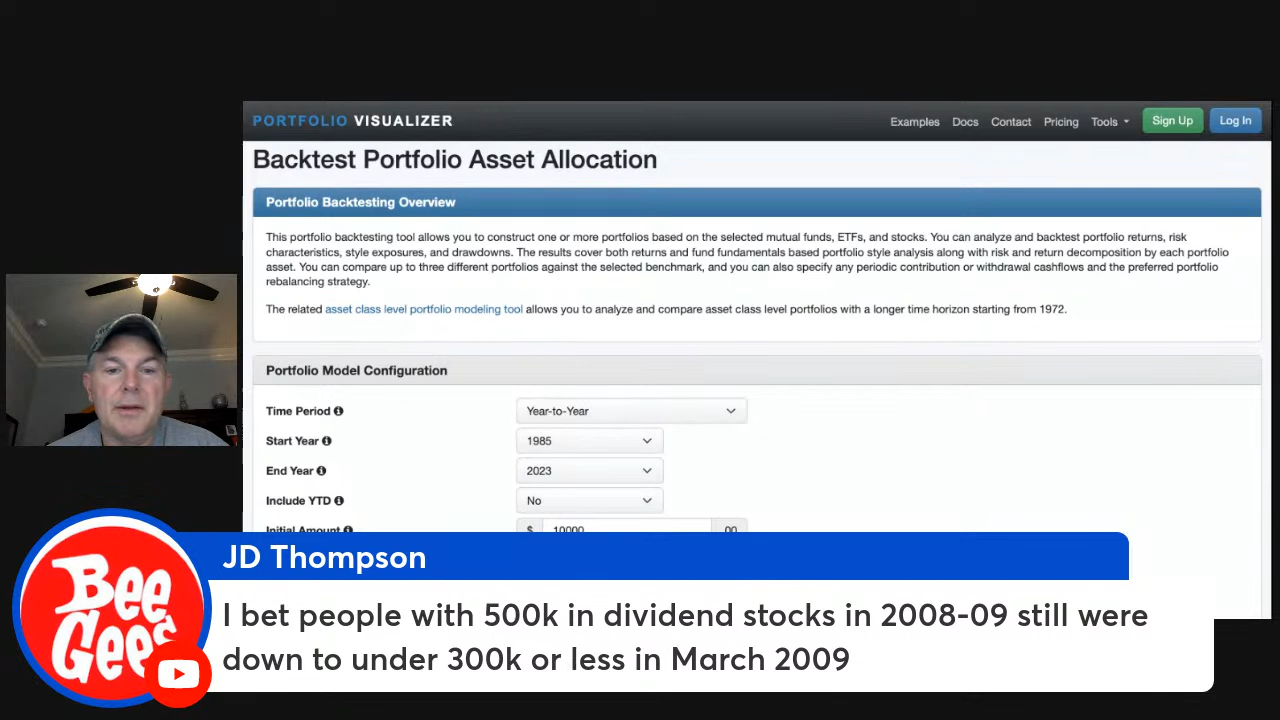 PORTFOLIO VISUALIZER
Examples Docs Contact Pricing Tools Sign Up Log In
Backtest Portfolio Asset Allocation
Portfolio Backtesting Overview
This portfolio backtesting tool allows you to construct one or more portfolios based on the selected mutual funds, ETFs, and stocks. You can analyze and backtest portfolio returns, risk
characteristics, style exposures, and drawdowns. The results cover both returns and fund fundamentals based portfolio style analysis along with risk and return decomposition by each portfolio
asset. You can compare up to three different portfolios against the selected benchmark, and you can also specify any periodic contribution or withdrawal cashflows and the preferred portfolio
rebalancing strategy.
The related asset class level portfolio modeling tool allows you to analyze and compare asset class level portfolios with a longer time horizon starting from 1972.
Portfolio Model Configuration
Time Period Year-to-Year
Start Year 1985
End Year 2023
Include YTD No
Initial Amount $ 10000 .00
JD Thompson
Bee
Gees
I bet people with 500k in dividend stocks in 2008-09 still were
down to under 300k or less in March 2009